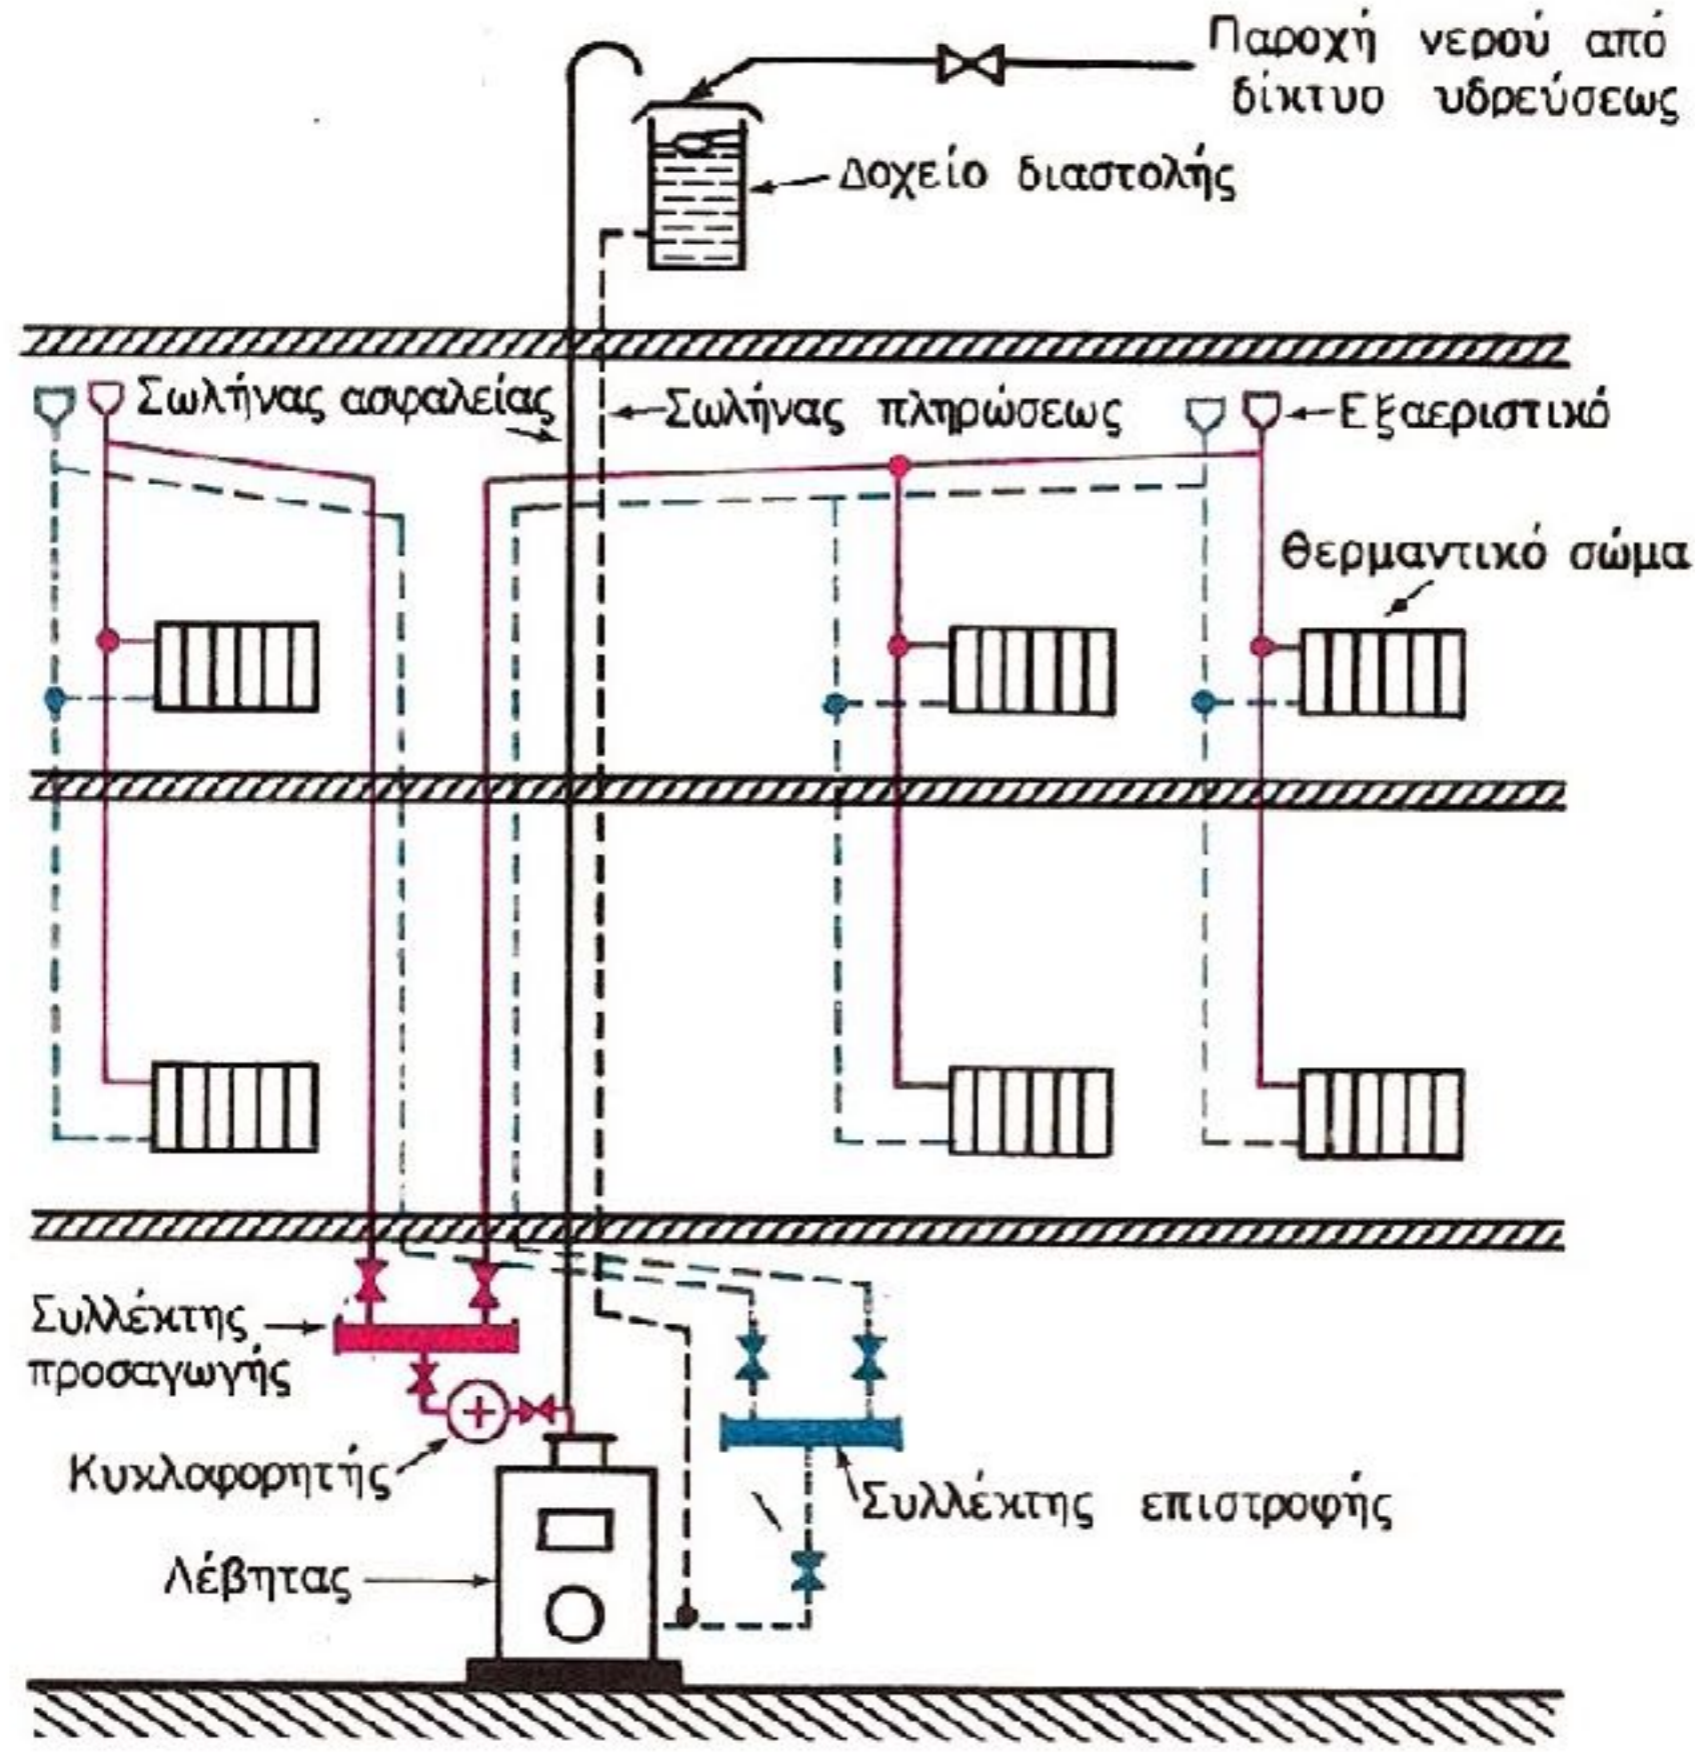 Παροχή νερού από
δίκτυο υδρεύσεως
Δοχείο διαστολής
Σωλήνας ασφαλείας
Σωλήνας πληρώσεως
Εξαεριστικό
Θερμαντικό σώμα
Συλλέκτης
προσαγωγής
Κυκλοφορητής
Συλλέκτης επιστροφής
Λέβητας